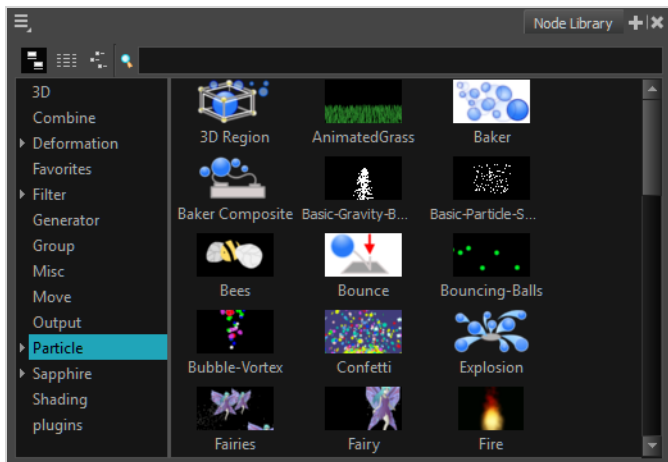 Node Library
3D
Combine
Deformation
Favorites
Filter
Generator
Group
Misc
Move
Output
Particle
Sapphire
Shading
plugins
3D Region AnimatedGrass Baker
Baker Composite Basic-Gravity-B... Basic-Particle-S...
Bees Bounce Bouncing-Balls
Bubble-Vortex Confetti Explosion
Fairies Fairy Fire